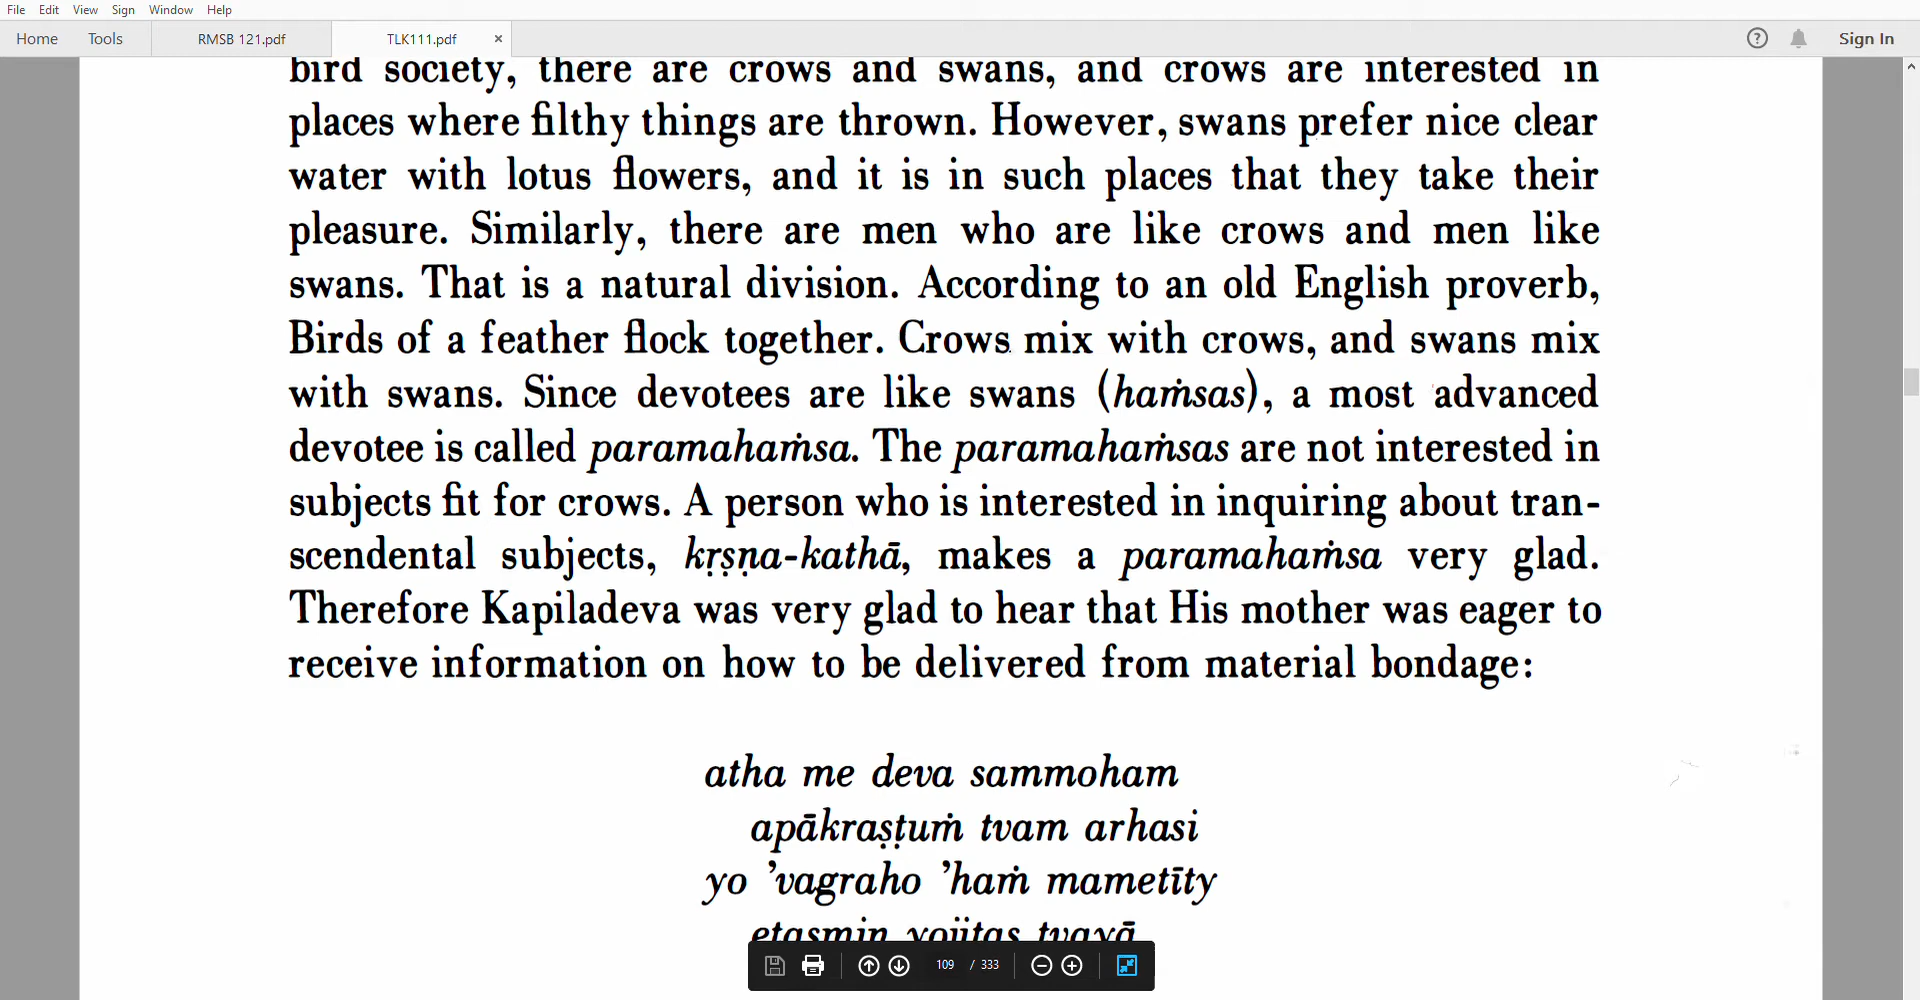 File Edit View Sign Window Help
Home Tools RMSB 121.pdf TLK111.pdf × ? Sign In
bird society, there are crows and swans, and crows are interested in
places where filthy things are thrown. However, swans prefer nice clear
water with lotus flowers, and it is in such places that they take their
pleasure. Similarly, there are men who are like crows and men like
swans. That is a natural division. According to an old English proverb,
Birds of a feather flock together. Crows mix with crows, and swans mix
with swans. Since devotees are like swans (haṁsas), a most advanced
devotee is called paramahaṁsa. The paramahaṁsas are not interested in
subjects fit for crows. A person who is interested in inquiring about tran-
scendental subjects, kṛṣṇa-kathā, makes a paramahaṁsa very glad.
Therefore Kapiladeva was very glad to hear that His mother was eager to
receive information on how to be delivered from material bondage:
atha me deva sammoham
apākraṣṭuṁ tvam arhasi
yo ’vagraho ’haṁ mametīty
etasmin yojitas tvayā
109 / 333